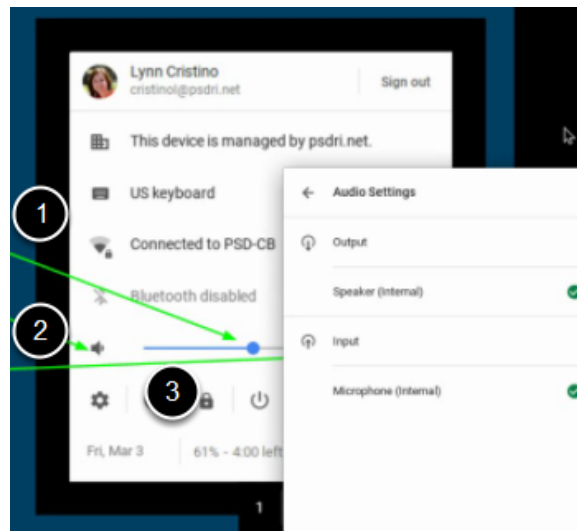 Lynn Cristino
cristinol@psdri.net
Sign out
This device is managed by psdri.net.
US keyboard
1
Connected to PSD-CB
Bluetooth disabled
2
3
Fri, Mar 3
61% - 4:00 left
1
Audio Settings
Output
Speaker (Internal)
Input
Microphone (Internal)